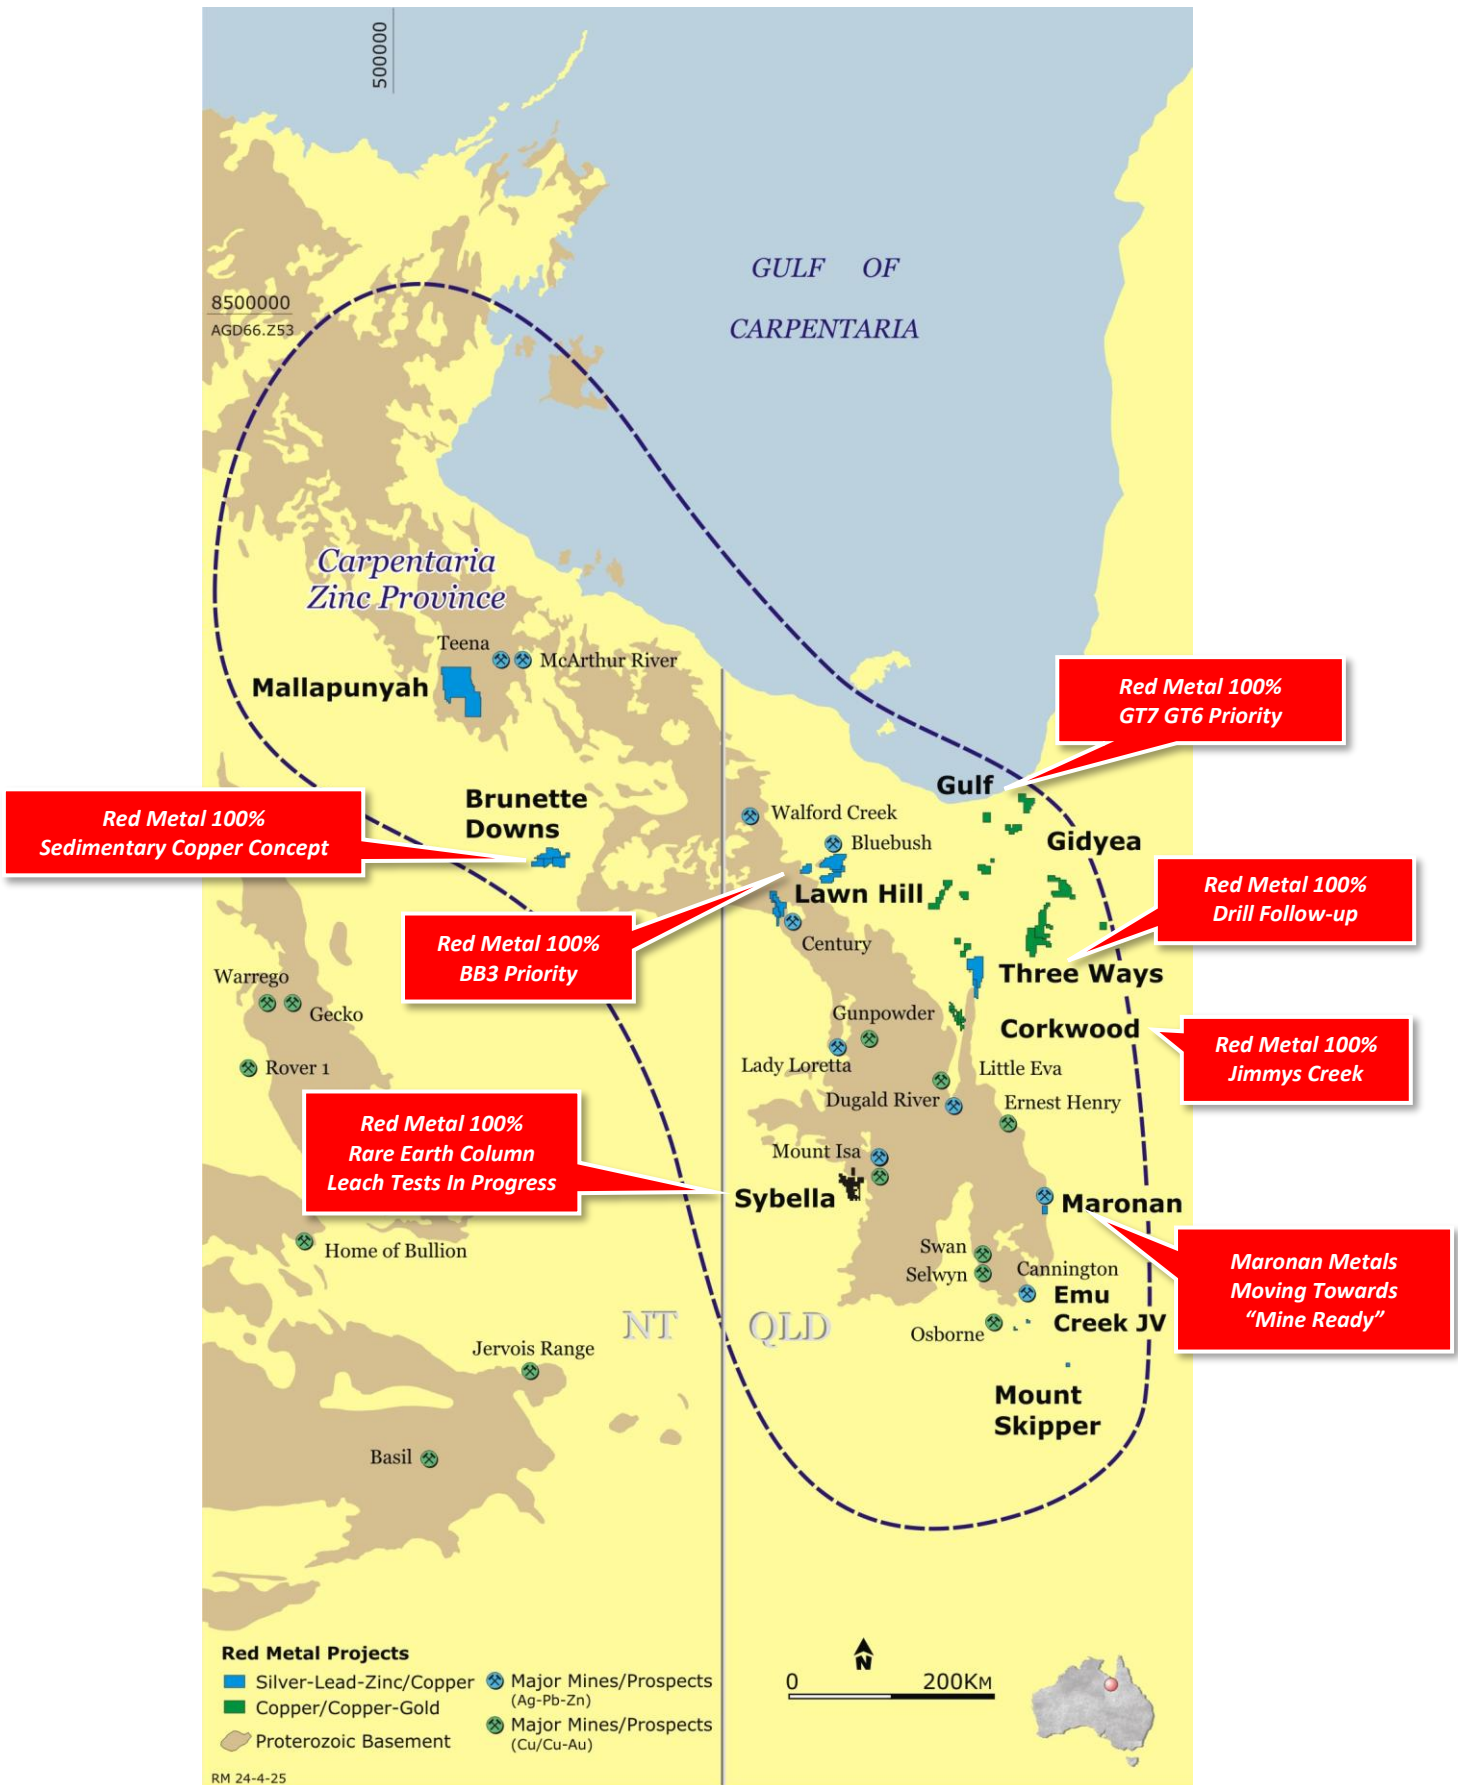 500000
GULF OF
CARPENTARIA
8500000
AGD66.Z53
Carpentaria
Zinc Province
Teena
McArthur River
Mallapunyah
Red Metal 100%
GT7 GT6 Priority
Gulf
Brunette
Downs
Red Metal 100%
Sedimentary Copper Concept
Walford Creek
Bluebush
Gidyea
Lawn Hill
Red Metal 100%
Drill Follow-up
Red Metal 100%
BB3 Priority
Century
Three Ways
Warrego
Gecko
Gunpowder
Corkwood
Red Metal 100%
Jimmys Creek
Rover 1
Lady Loretta
Little Eva
Dugald River
Ernest Henry
Red Metal 100%
Rare Earth Column
Leach Tests In Progress
Mount Isa
Sybella
Maronan
Home of Bullion
Swan
Selwyn
Cannington
Maronan Metals
Moving Towards
“Mine Ready”
Emu
Creek JV
NT
QLD
Osborne
Jervois Range
Mount
Skipper
Basil
Red Metal Projects
Silver-Lead-Zinc/Copper
Copper/Copper-Gold
Proterozoic Basement
Major Mines/Prospects
(Ag-Pb-Zn)
Major Mines/Prospects
(Cu/Cu-Au)
N
0 200KM
RM 24-4-25